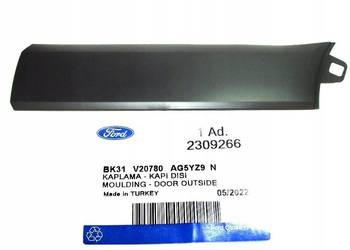 Ford
1 Ad.
2309266
BK31 V20780 AG5YZ9 N
KAPLAMA - KAPI DISI
MOULDING - DOOR OUTSIDE
Made in TURKEY 05/2022